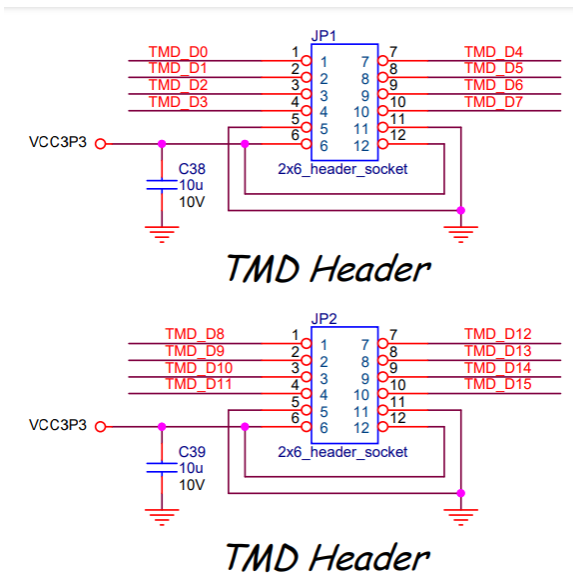 JP1
TMD_D0 1 1 7 7 TMD_D4
TMD_D1 2 2 8 8 TMD_D5
TMD_D2 3 3 9 9 TMD_D6
TMD_D3 4 4 10 10 TMD_D7
5 5 11 11
VCC3P3 6 6 12 12
C38 2x6_header_socket
10u
10V
TMD Header
JP2
TMD_D8 1 1 7 7 TMD_D12
TMD_D9 2 2 8 8 TMD_D13
TMD_D10 3 3 9 9 TMD_D14
TMD_D11 4 4 10 10 TMD_D15
5 5 11 11
VCC3P3 6 6 12 12
C39 2x6_header_socket
10u
10V
TMD Header